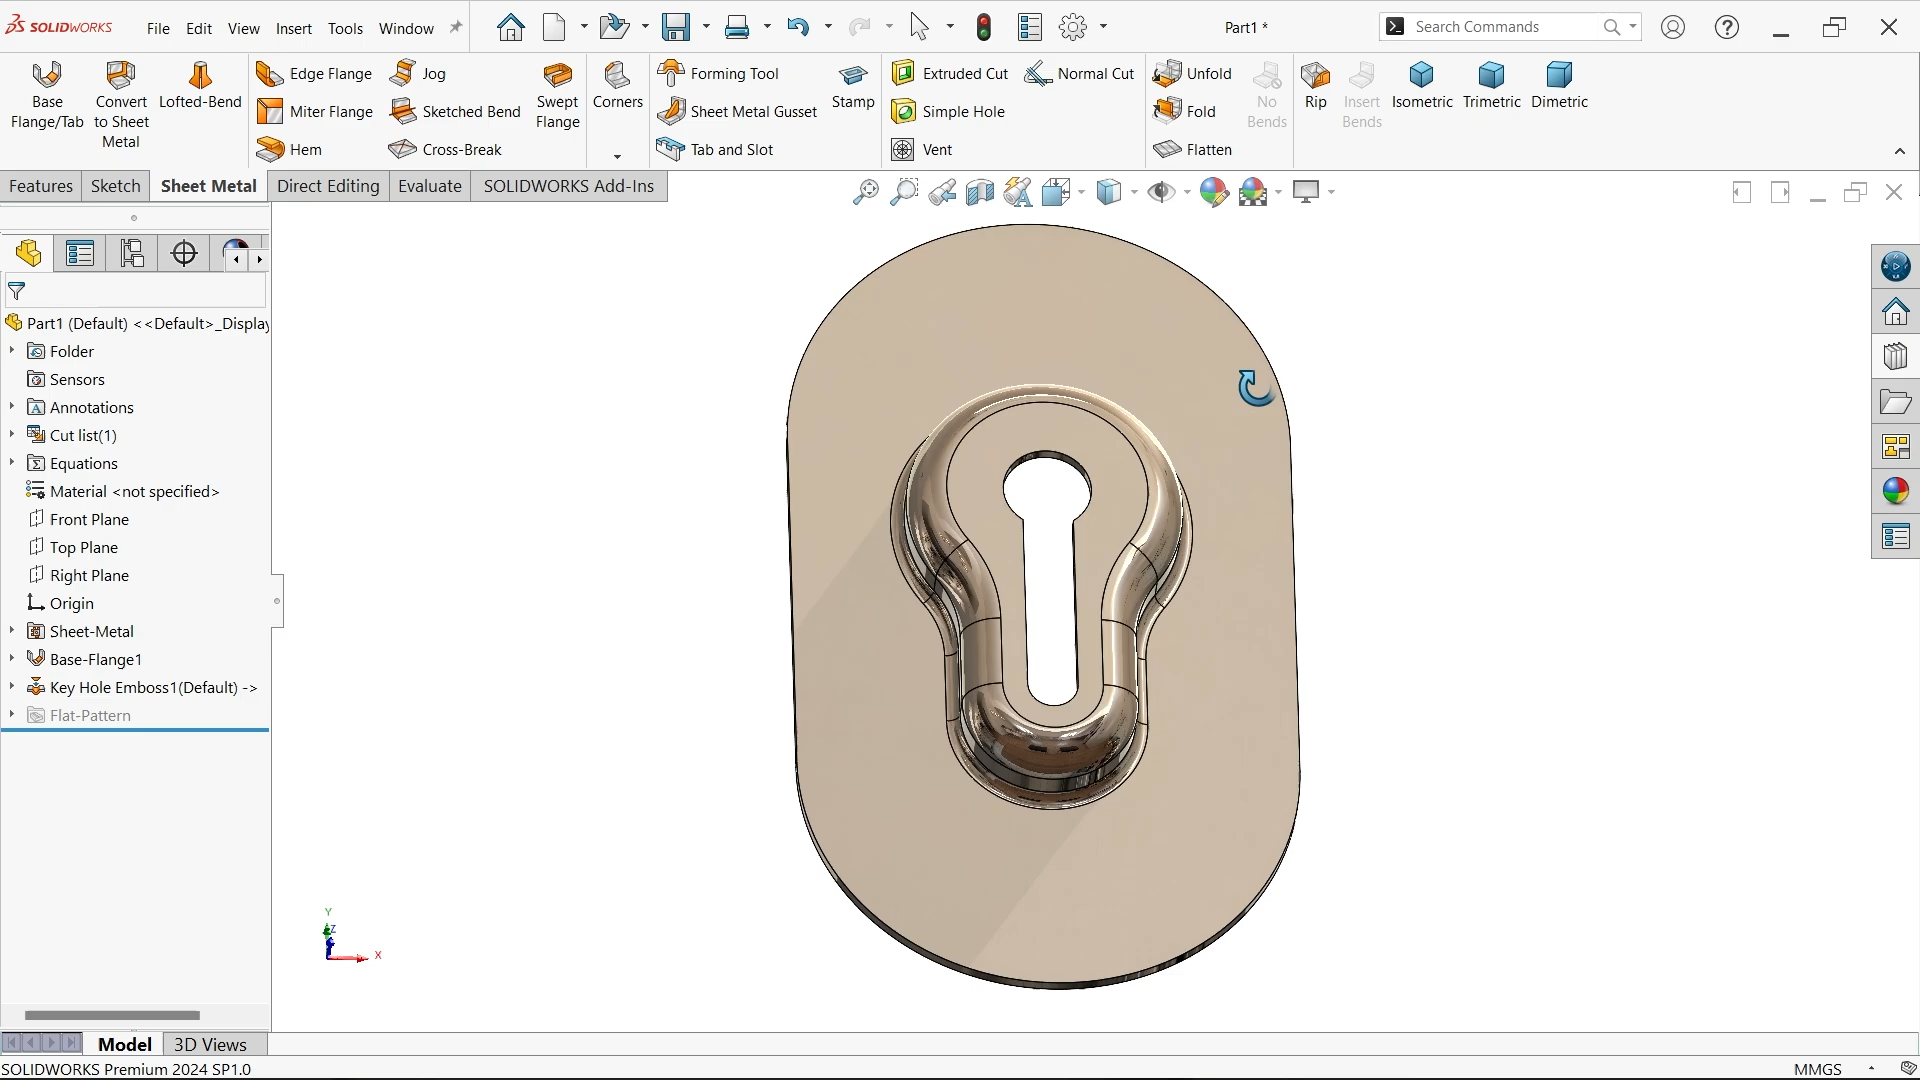 SOLIDWORKS File Edit View Insert Tools Window Part1 * Search Commands
Base Flange/Tab
Convert to Sheet Metal
Lofted-Bend
Edge Flange
Miter Flange
Hem
Jog
Sketched Bend
Cross-Break
Swept Flange
Corners
Forming Tool
Sheet Metal Gusset
Tab and Slot
Stamp
Extruded Cut
Simple Hole
Vent
Normal Cut
Unfold
Fold
Flatten
No Bends
Rip
Insert Bends
Isometric
Trimetric
Dimetric
Features Sketch Sheet Metal Direct Editing Evaluate SOLIDWORKS Add-Ins
Part1 (Default) <<Default>_Display
Folder
Sensors
Annotations
Cut list(1)
Equations
Material <not specified>
Front Plane
Top Plane
Right Plane
Origin
Sheet-Metal
Base-Flange1
Key Hole Emboss1(Default) ->
Flat-Pattern
Y
Z
X
Model 3D Views
SOLIDWORKS Premium 2024 SP1.0 MMGS